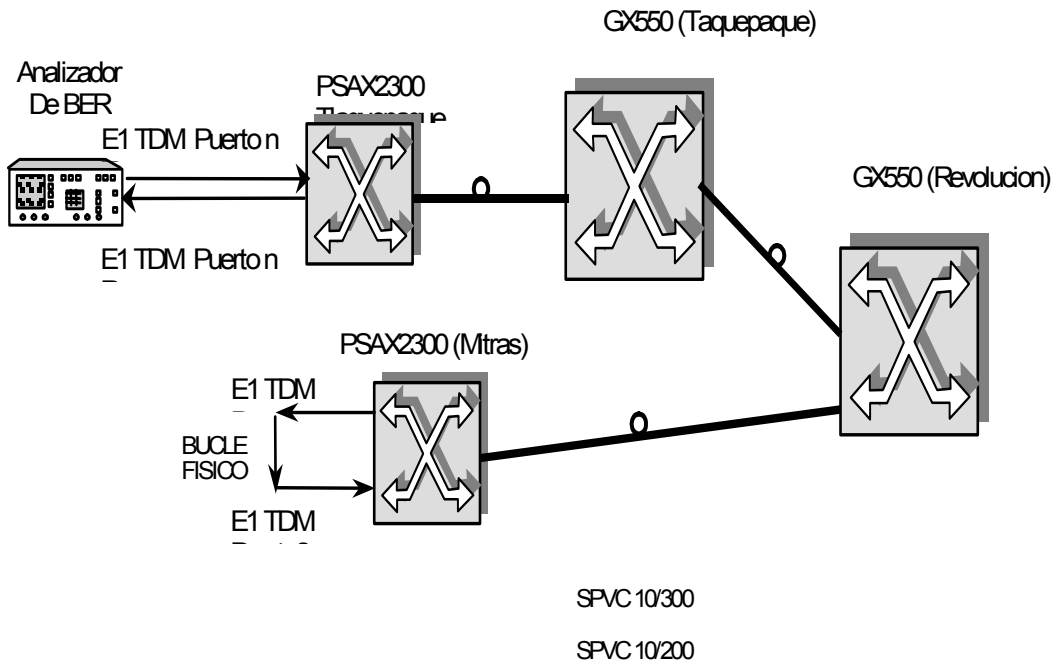 GX550 (Taquepaque)
Analizador
De BER
PSAX2300
E1 TDM Puerto n
GX550 (Revolucion)
E1 TDM Puerto n
PSAX2300 (Mitras)
E1 TDM
BUCLE
FISICO
E1 TDM
SPVC 10/300
SPVC 10/200